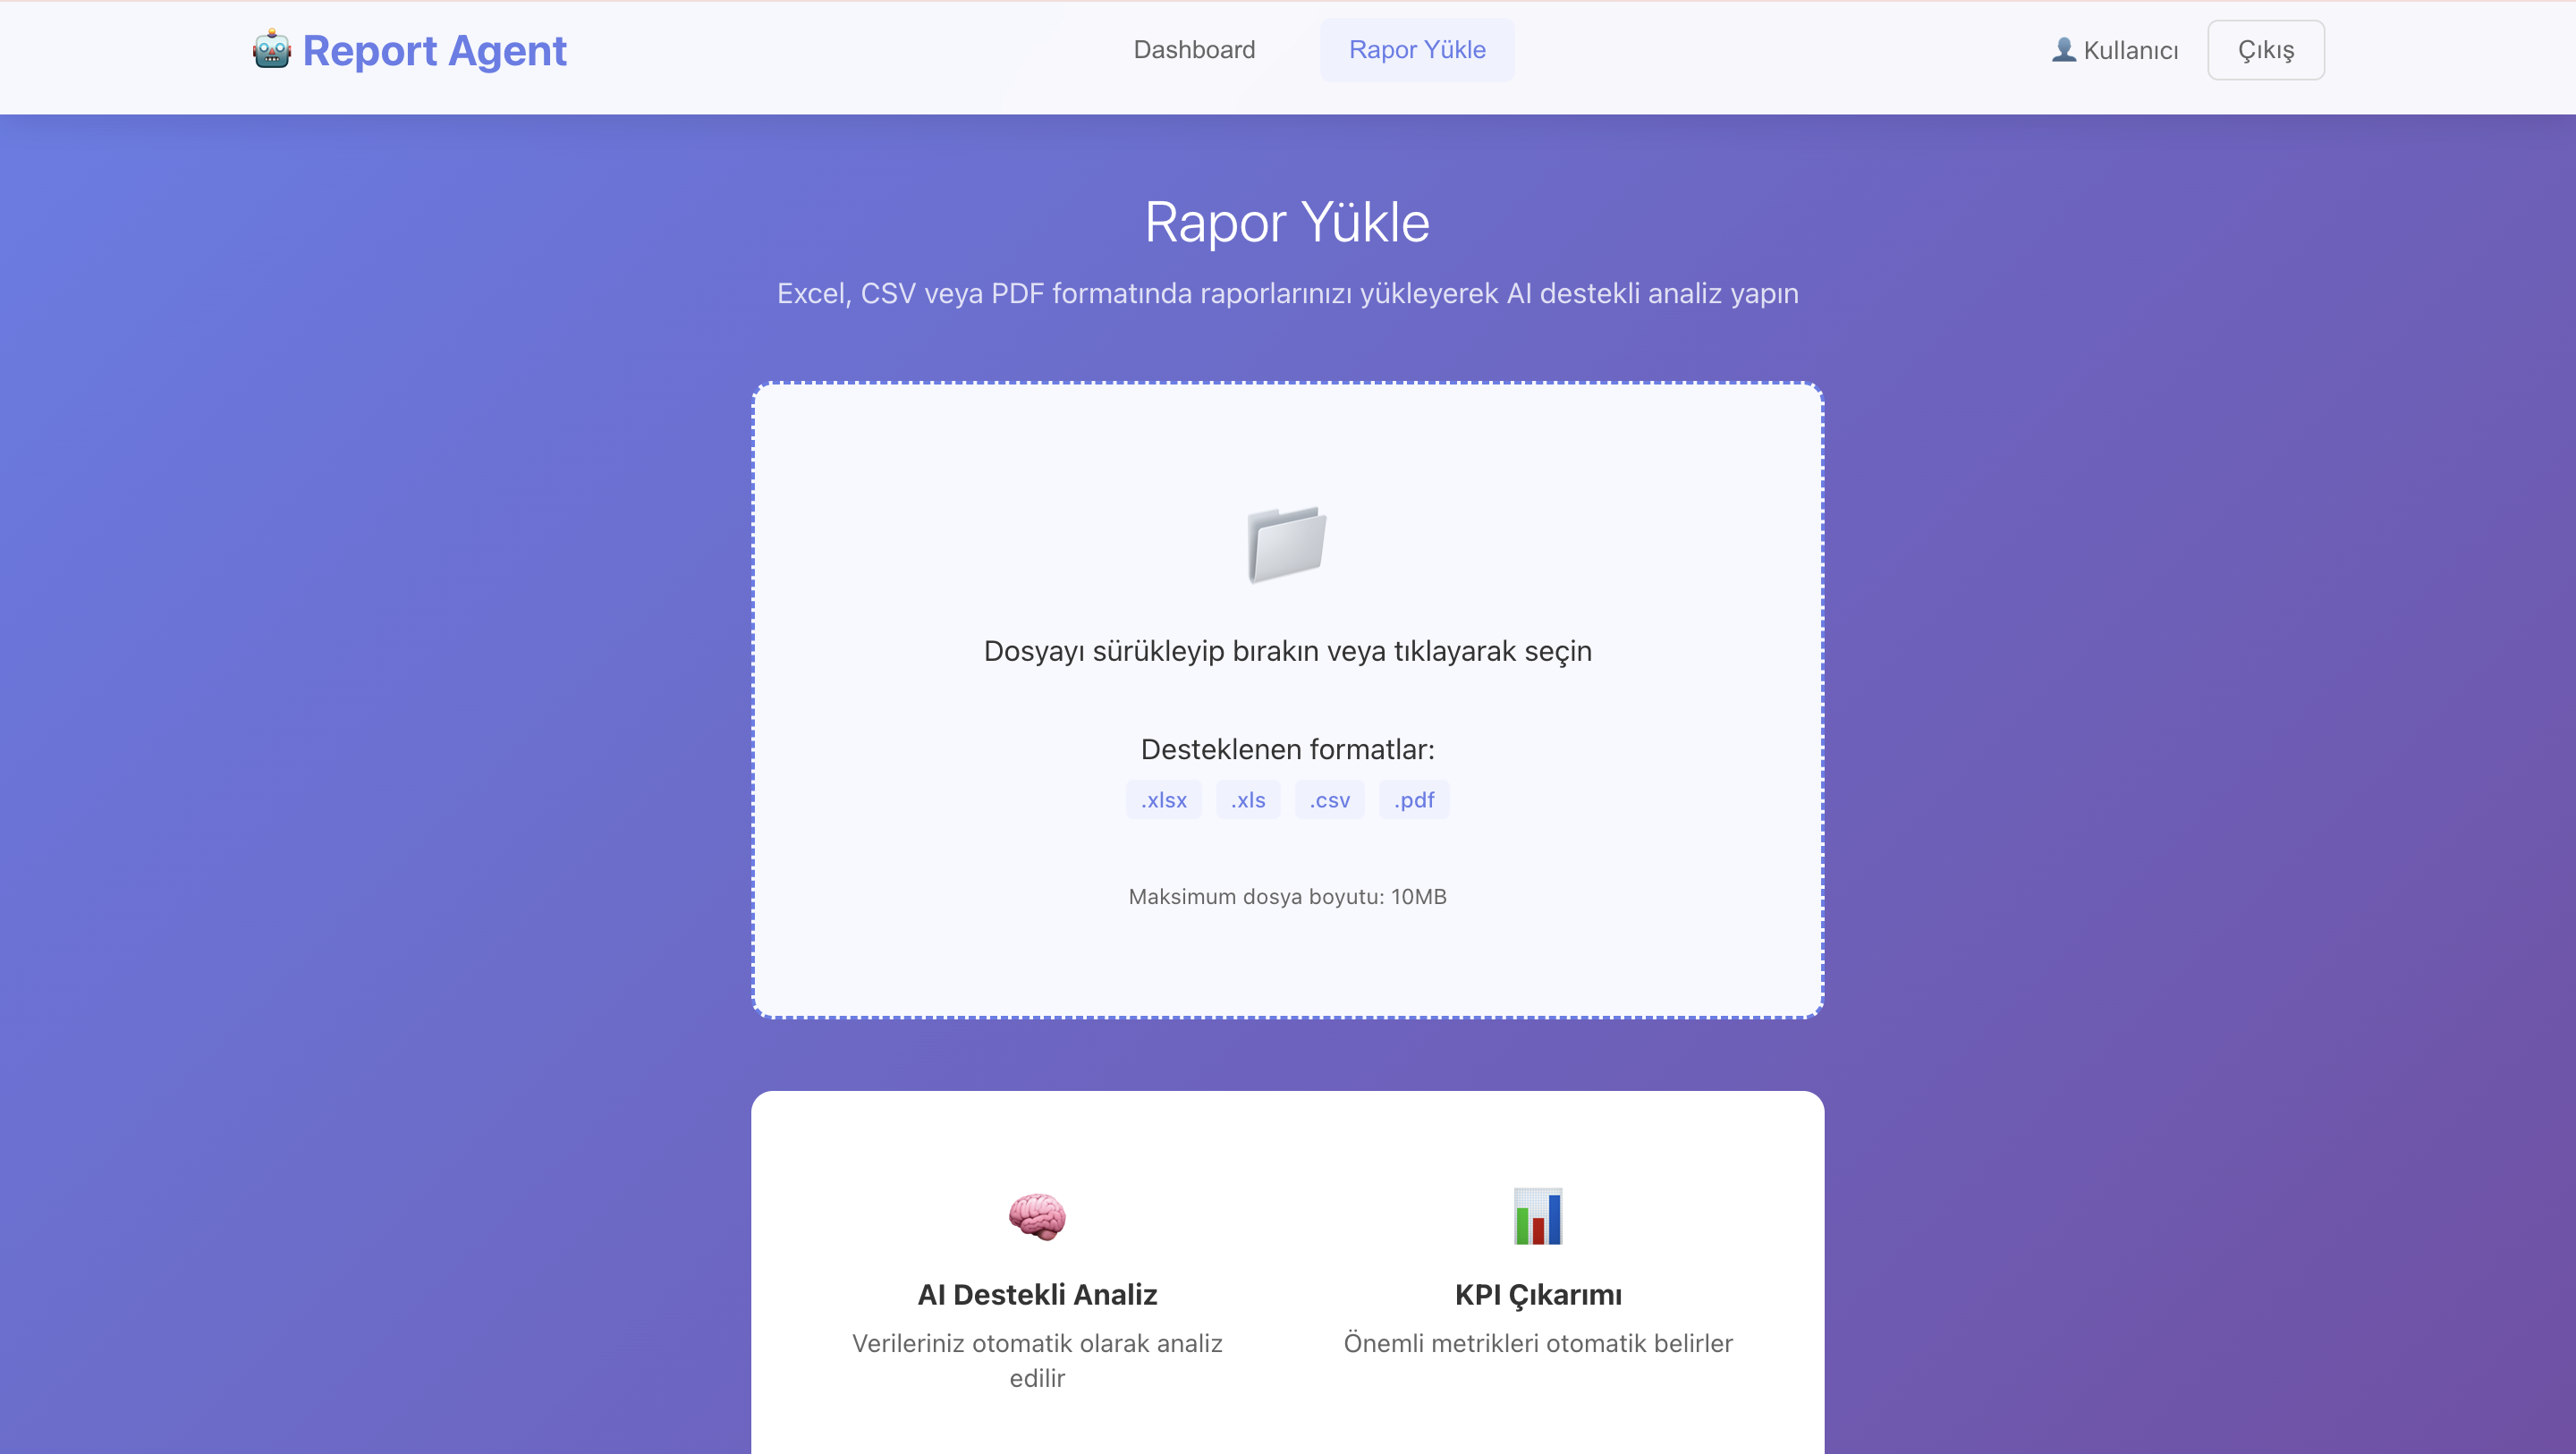 Report Agent
Dashboard
Rapor Yükle
Kullanıcı
Çıkış
Rapor Yükle
Excel, CSV veya PDF formatında raporlarınızı yükleyerek AI destekli analiz yapın
Dosyayı sürükleyip bırakın veya tıklayarak seçin
Desteklenen formatlar:
.xlsx .xls .csv .pdf
Maksimum dosya boyutu: 10MB
AI Destekli Analiz
Verileriniz otomatik olarak analiz
edilir
KPI Çıkarımı
Önemli metrikleri otomatik belirler